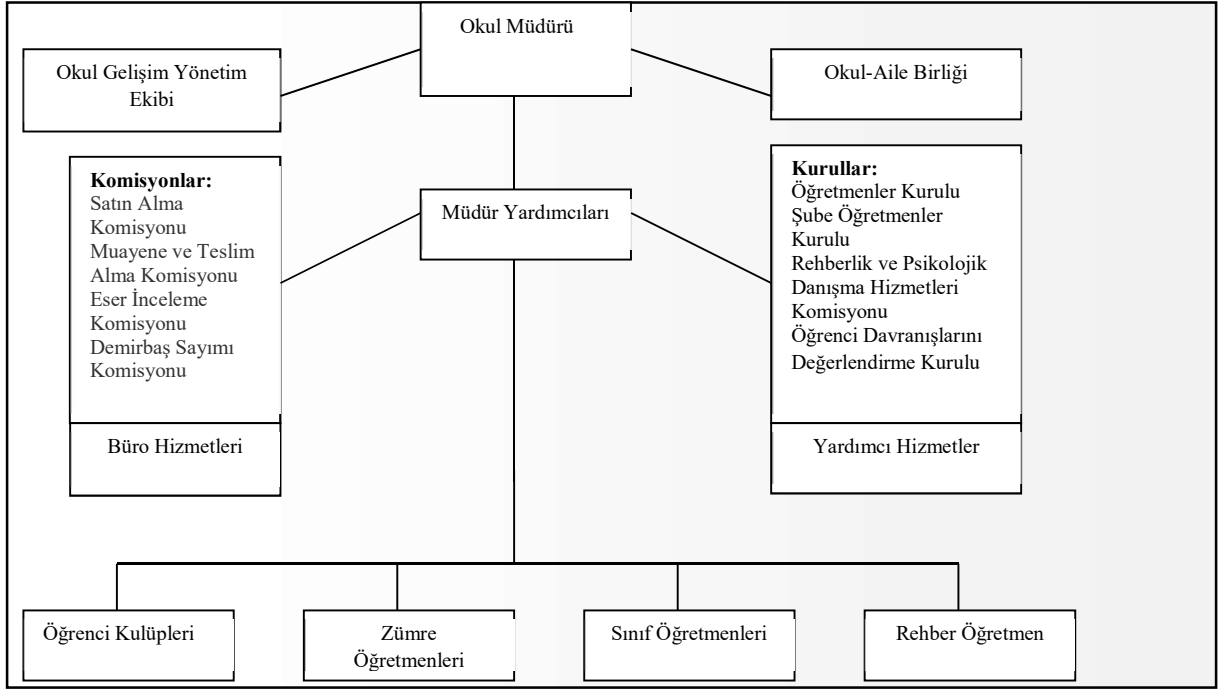 Okul Müdürü
Okul Gelişim Yönetim
Ekibi
Okul-Aile Birliği
Komisyonlar:
Satın Alma
Komisyonu
Muayene ve Teslim
Alma Komisyonu
Eser İnceleme
Komisyonu
Demirbaş Sayımı
Komisyonu
Müdür Yardımcıları
Kurullar:
Öğretmenler Kurulu
Şube Öğretmenler
Kurulu
Rehberlik ve Psikolojik
Danışma Hizmetleri
Komisyonu
Öğrenci Davranışlarını
Değerlendirme Kurulu
Büro Hizmetleri
Yardımcı Hizmetler
Öğrenci Kulüpleri
Zümre
Öğretmenleri
Sınıf Öğretmenleri
Rehber Öğretmen